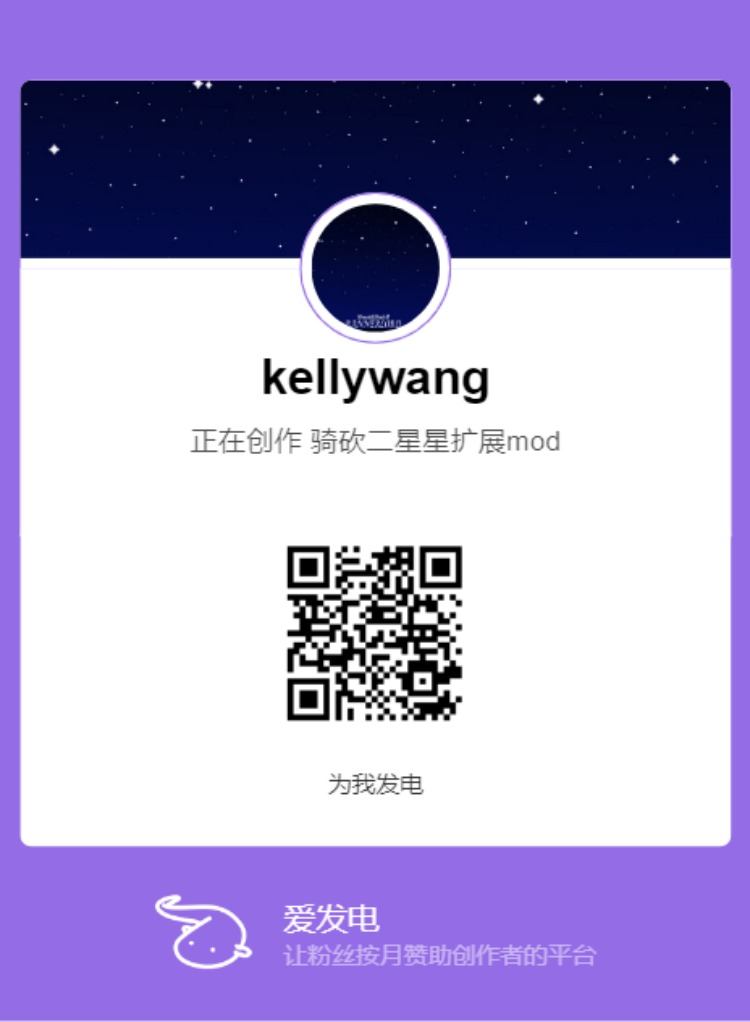 kellywang
正在创作 骑砍二星星扩展mod
为我发电
爱发电
让粉丝按月赞助创作者的平台